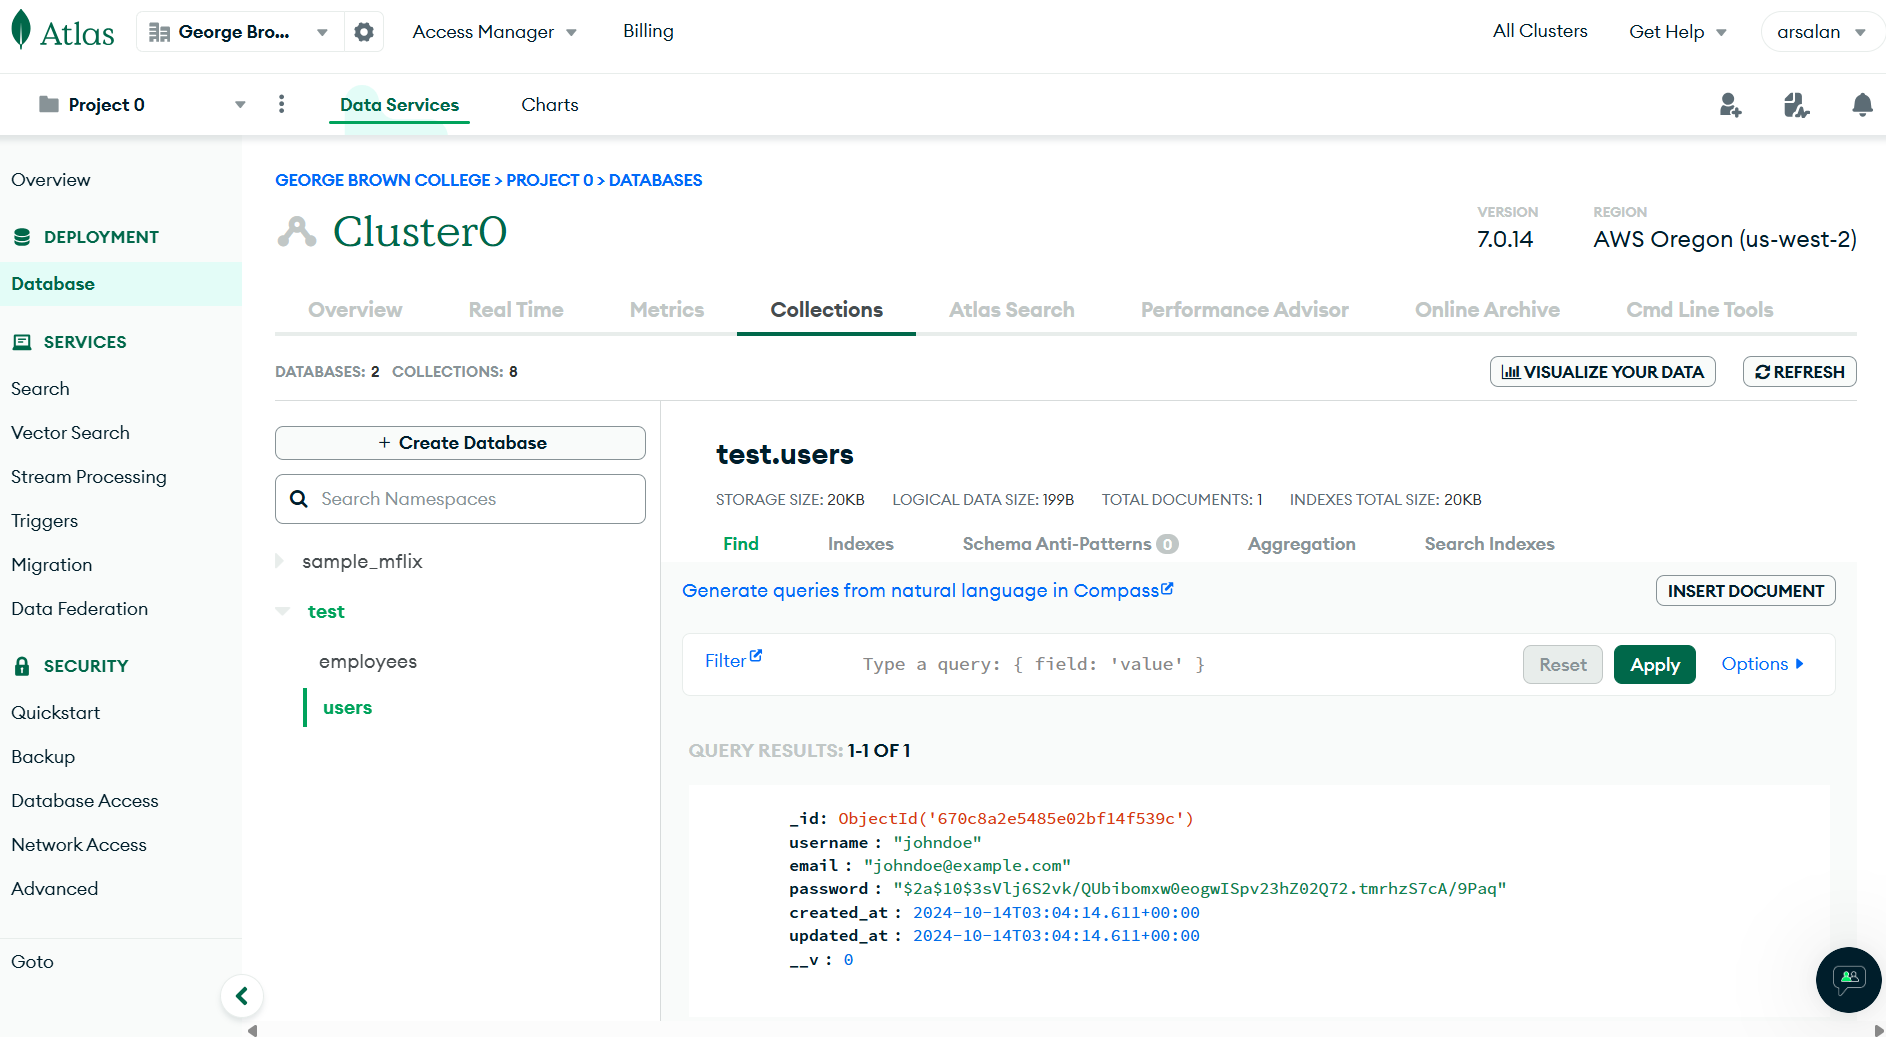 Atlas
George Bro...
Access Manager
Billing
All Clusters
Get Help
arsalan
Project 0
Data Services
Charts
Overview
DEPLOYMENT
Database
SERVICES
Search
Vector Search
Stream Processing
Triggers
Migration
Data Federation
SECURITY
Quickstart
Backup
Database Access
Network Access
Advanced
Goto
GEORGE BROWN COLLEGE > PROJECT 0 > DATABASES
Cluster0
VERSION
7.0.14
REGION
AWS Oregon (us-west-2)
Overview
Real Time
Metrics
Collections
Atlas Search
Performance Advisor
Online Archive
Cmd Line Tools
DATABASES: 2 COLLECTIONS: 8
VISUALIZE YOUR DATA
REFRESH
+ Create Database
Search Namespaces
sample_mflix
test
employees
users
test.users
STORAGE SIZE: 20KB LOGICAL DATA SIZE: 199B TOTAL DOCUMENTS: 1 INDEXES TOTAL SIZE: 20KB
Find
Indexes
Schema Anti-Patterns 0
Aggregation
Search Indexes
Generate queries from natural language in Compass
INSERT DOCUMENT
Filter
Type a query: { field: 'value' }
Reset
Apply
Options
QUERY RESULTS: 1-1 OF 1
_id: ObjectId('670c8a2e5485e02bf14f539c')
username : "johndoe"
email : "johndoe@example.com"
password : "$2a$10$3sVlj6S2vk/QUbibomxw0eogwISpv23hZ02Q72.tmrhzS7cA/9Paq"
created_at : 2024-10-14T03:04:14.611+00:00
updated_at : 2024-10-14T03:04:14.611+00:00
__v : 0